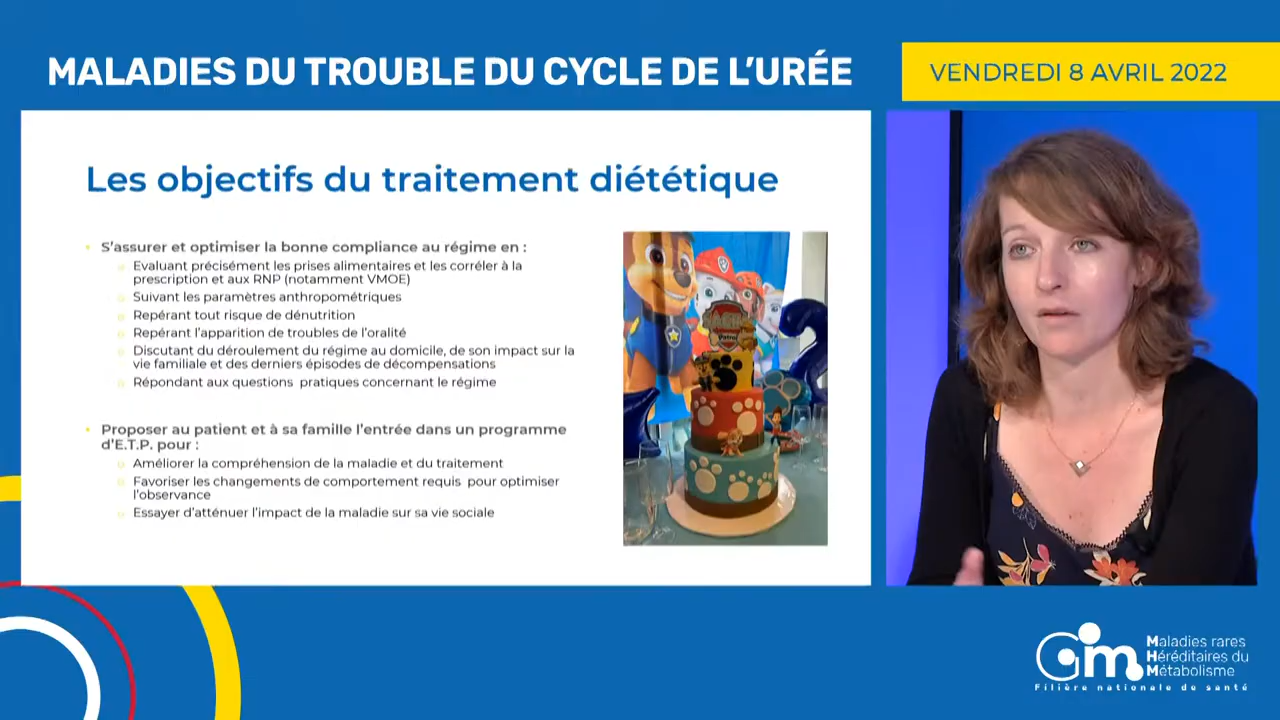 MALADIES DU TROUBLE DU CYCLE DE L'URÉE
VENDREDI 8 AVRIL 2022
Les objectifs du traitement diététique
S'assurer et optimiser la bonne compliance au régime en :
Evaluant précisément les prises alimentaires et les corréler à la
prescription et aux RNP (notamment VMOE)
Suivant les paramètres anthropométriques
Repérant tout risque de dénutrition
Repérant l'apparition de troubles de l'oralité
Discutant du déroulement du régime au domicile, de son impact sur la
vie familiale et des derniers épisodes de décompensations
Répondant aux questions pratiques concernant le régime
Proposer au patient et à sa famille l'entrée dans un programme
d'E.T.P. pour :
Améliorer la compréhension de la maladie et du traitement
Favoriser les changements de comportement requis pour optimiser
l'observance
Essayer d'atténuer l'impact de la maladie sur sa vie sociale
2
Maladies rares
Héréditaires du
Métabolisme
Filière nationale de santé